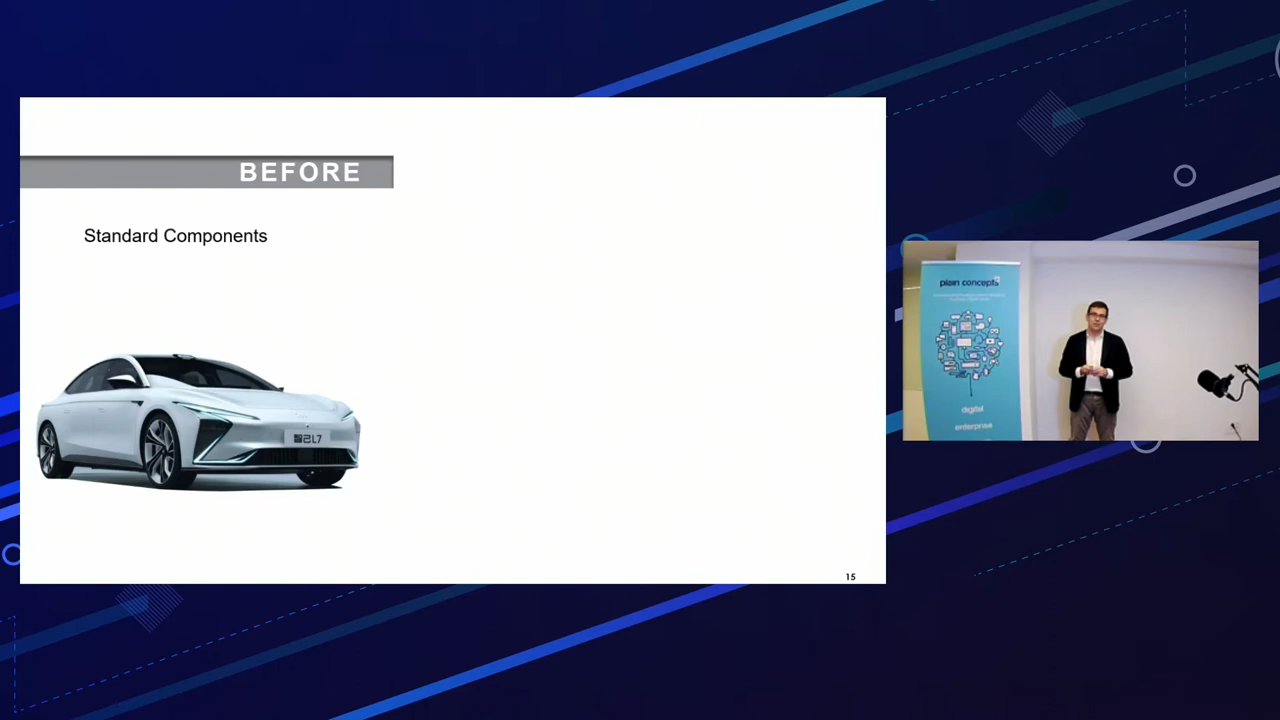 BEFORE
Standard Components
智己L7
15
plain concepts
digital
enterprise